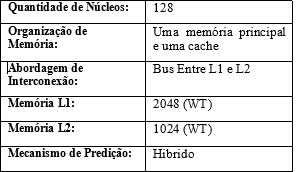 Quantidade de Núcleos: 128
Organização de Memória: Uma memória principal e uma cache
Abordagem de Interconexão: Bus Entre L1 e L2
Memória L1: 2048 (WT)
Memória L2: 1024 (WT)
Mecanismo de Predição: Hibrido